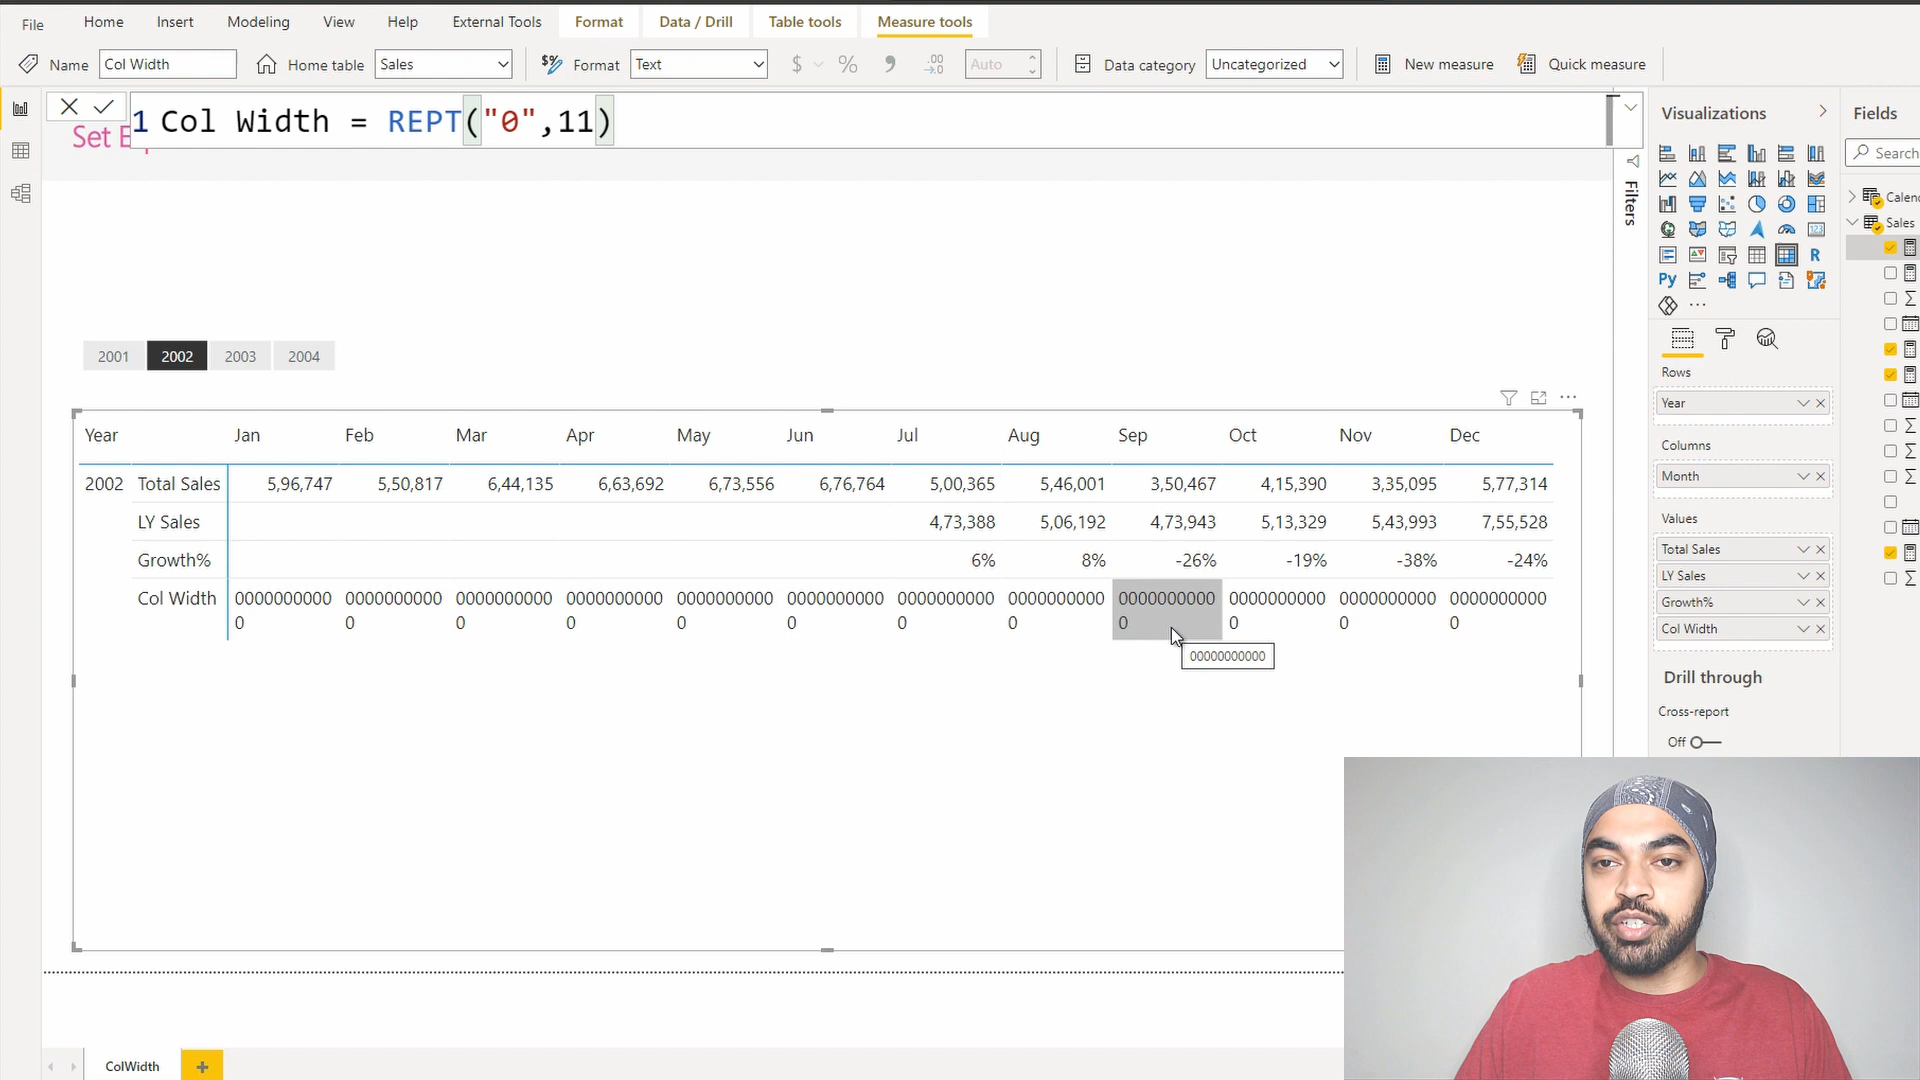 File Home Insert Modeling View Help External Tools Format Data / Drill Table tools Measure tools
Name Col Width Home table Sales Format Text $ % Auto Data category Uncategorized New measure Quick measure
1 Col Width = REPT("0",11)
Set E
Filters
Visualizations
Fields
Search
Calen
Sales
2001 2002 2003 2004
Year Jan Feb Mar Apr May Jun Jul Aug Sep Oct Nov Dec
2002 Total Sales 5,96,747 5,50,817 6,44,135 6,63,692 6,73,556 6,76,764 5,00,365 5,46,001 3,50,467 4,15,390 3,35,095 5,77,314
LY Sales 4,73,388 5,06,192 4,73,943 5,13,329 5,43,993 7,55,528
Growth% 6% 8% -26% -19% -38% -24%
Col Width 0000000000 0000000000 0000000000 0000000000 0000000000 0000000000 0000000000 0000000000 0000000000 0000000000 0000000000 0000000000
0 0 0 0 0 0 0 0 0 0 0 0
00000000000
R
Py
Rows
Year
Columns
Month
Values
Total Sales
LY Sales
Growth%
Col Width
Drill through
Cross-report
Off
ColWidth